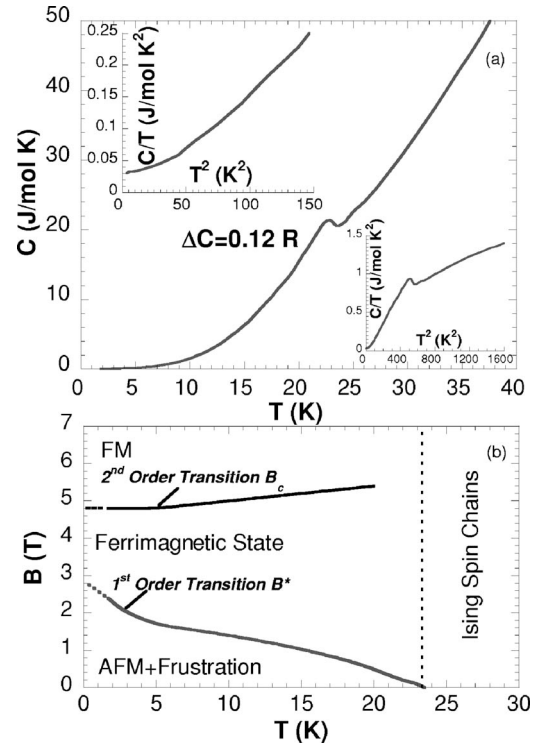 50
40
30
20
10
0
C (J/mol K)
(a)
0.25
0.2
0.15
0.1
0.05
0
C/T (J/mol K²)
0 50 100 150
T² (K²)
ΔC=0.12 R
1.5
1
0.5
0
C/T (J/mol K²)
T² (K²)
0 400 800 1200 1600
0 5 10 15 20 25 30 35 40
T (K)
(b)
7
6
5
4
3
2
1
0
B (T)
FM
2nd Order Transition Bc
Ferrimagnetic State
1st Order Transition B*
AFM+Frustration
Ising Spin Chains
0 5 10 15 20 25 30
T (K)